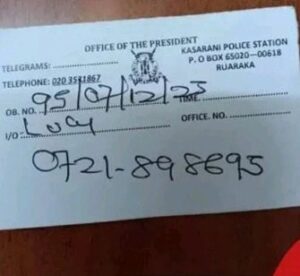 OFFICE OF THE PRESIDENT
KASARANI POLICE STATION
P. O BOX 65020—00618
RUARAKA
TELEGRAMS:
TELEPHONE: 020 3531867
OB. NO. 95/07/12/23 TIME.
I/O: Lucy OFFICE. NO.
0721-898695